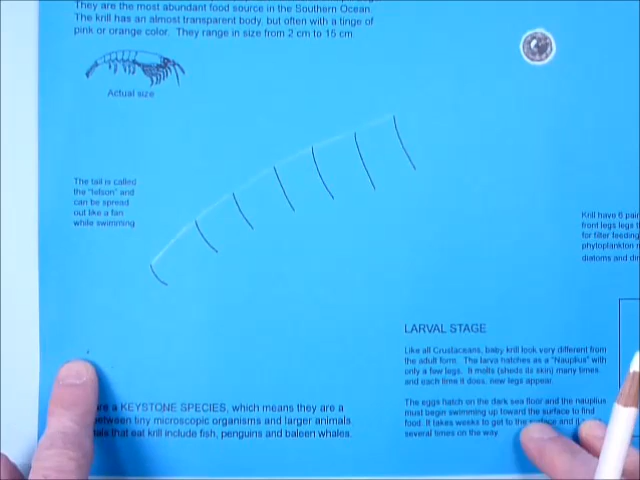 They are the most abundant food source in the Southern Ocean.
The krill has an almost transparent body, but often with a tinge of
pink or orange color. They range in size from 2 cm to 15 cm
Actual size
The tail is called
the "telson" and
can be spread
out like a fan
while swimming
Krill have 6 pair
front legs legs t
for filter feeding
phytoplankton
diatoms and di
LARVAL STAGE
Like all Crustaceans, baby krill look very different from
the adult form. The larva hatches as a "Nauplius" with
only a few legs. It molts (sheds its skin) many times
and each time it does, new legs appear.
The eggs hatch on the dark sea floor and the nauplius
must begin swimming up toward the surface to find
food. It takes weeks to get to the surface and it
several times on the way.
re a KEYSTONE SPECIES, which means they are a
between tiny microscopic organisms and larger animals.
that eat krill include fish, penguins and baleen whales.